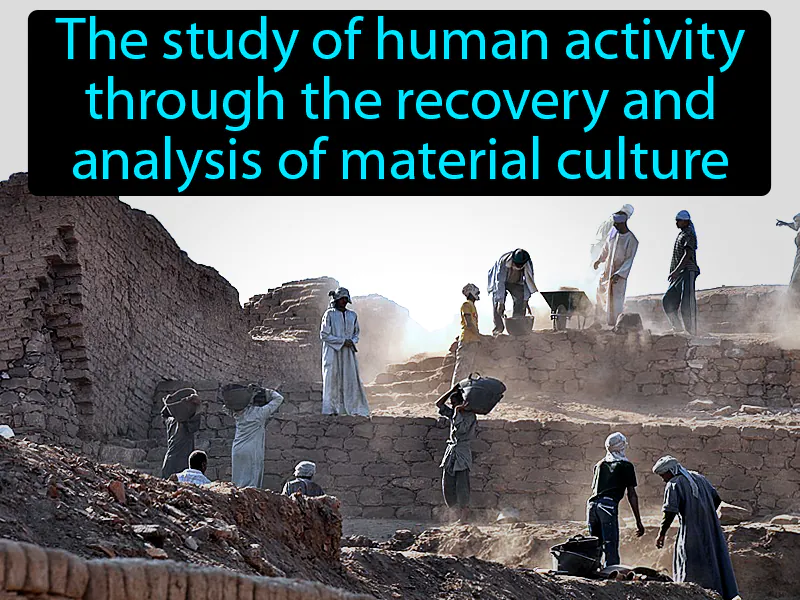 The study of human activity
through the recovery and
analysis of material culture